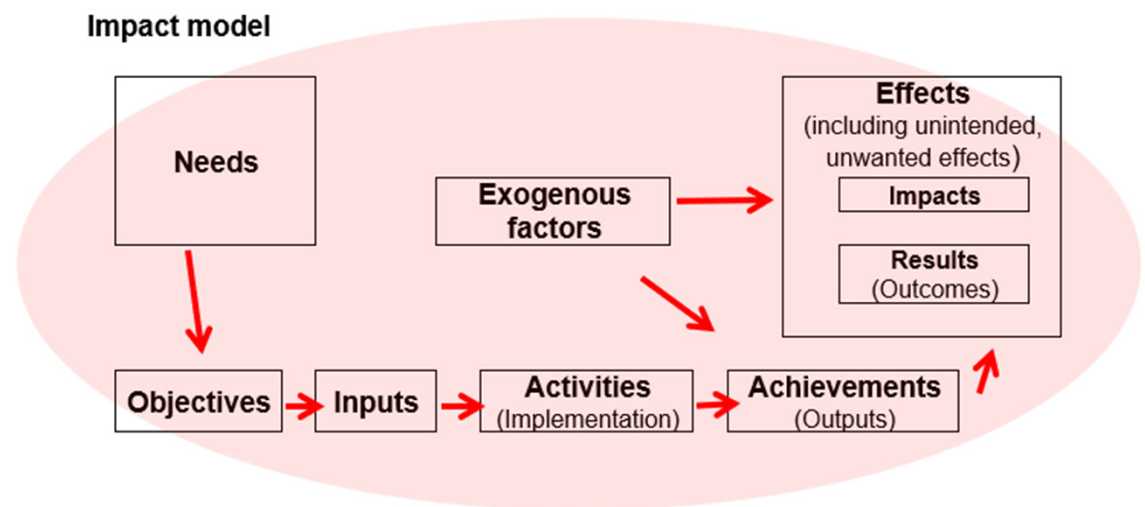 Impact model
Needs
Exogenous
factors
Effects
(including unintended,
unwanted effects)
Impacts
Results
(Outcomes)
Objectives
Inputs
Activities
(Implementation)
Achievements
(Outputs)